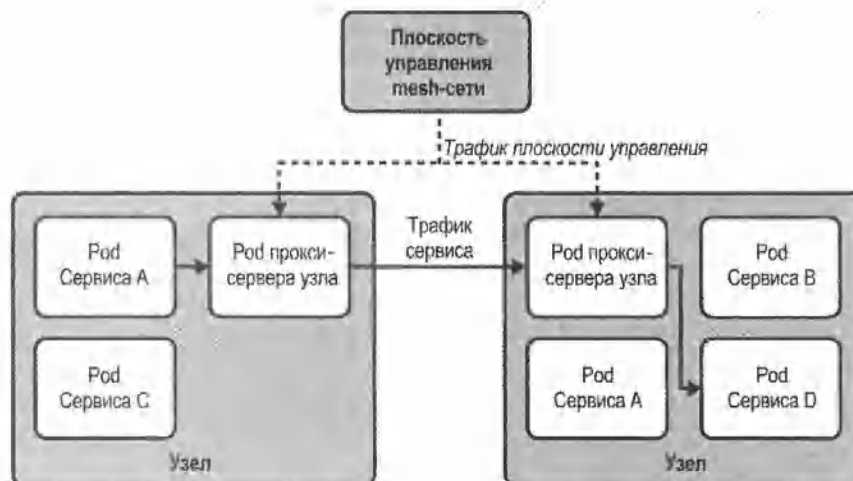 Плоскость
управления
mesh-сети
Трафик плоскости управления
Pod
Сервиса А
Pod прокси-
сервера узла
Трафик
сервиса
Pod прокси-
сервера узла
Pod
Сервиса В
Pod
Сервиса С
Pod
Сервиса А
Pod
Сервиса D
Узел
Узел